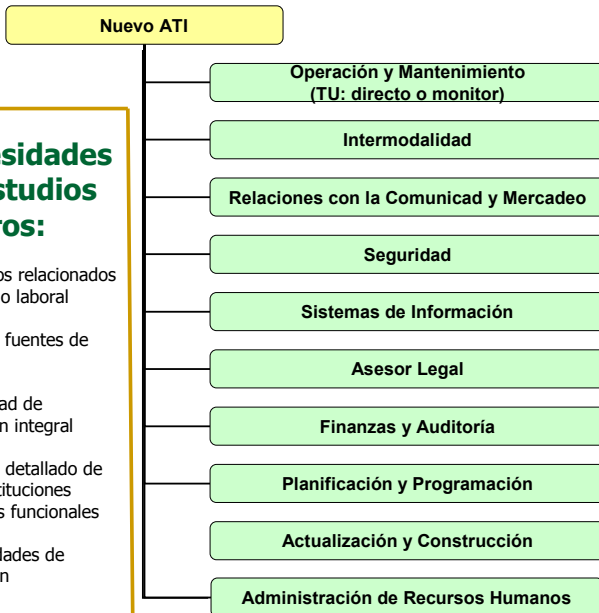 Nuevo ATI
Operación y Mantenimiento
(TU: directo o monitor)
Intermodalidad
Relaciones con la Comunicad y Mercadeo
Seguridad
Sistemas de Información
Asesor Legal
Finanzas y Auditoría
Planificación y Programación
Actualización y Construcción
Administración de Recursos Humanos
esidades
studios
ros:
os relacionados
o laboral
fuentes de
ad de
n integral
detallado de
tituciones
s funcionales
dades de
n